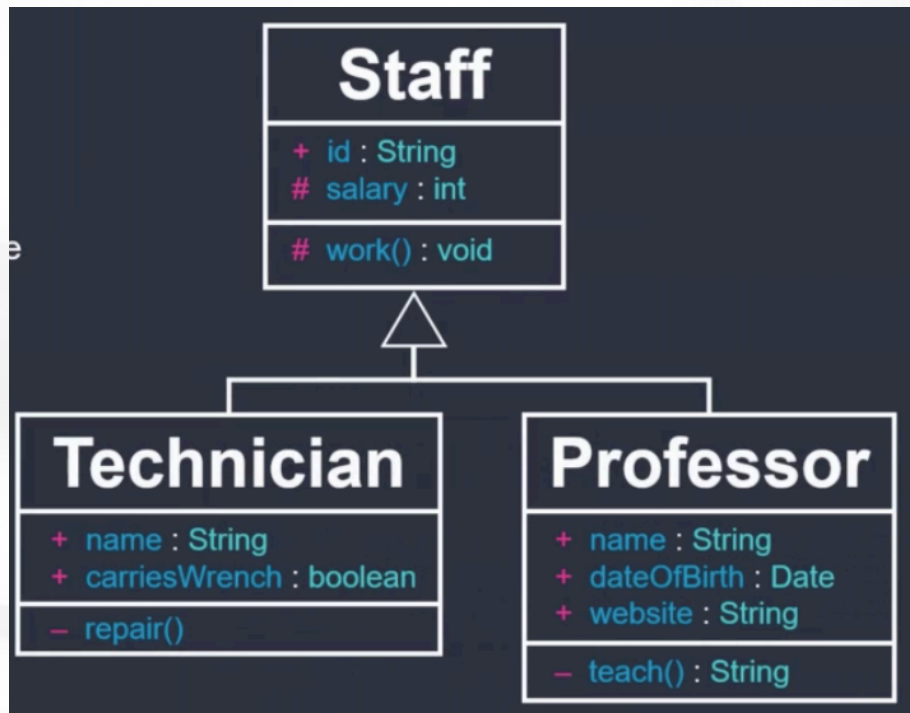 Staff
+ id : String
# salary : int
# work() : void
e
Technician
+ name : String
+ carriesWrench : boolean
– repair()
Professor
+ name : String
+ dateOfBirth : Date
+ website : String
– teach() : String